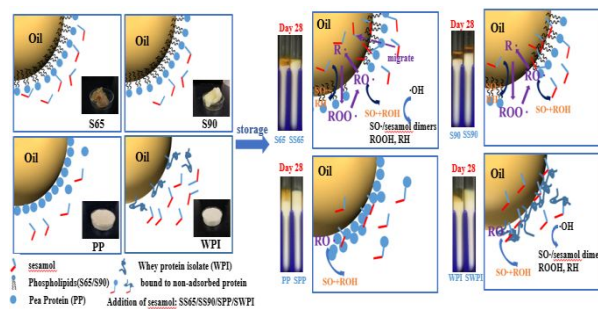 Oil
S65
Oil
S90
Oil
PP
Oil
WPI
storage
Day 28
S65 SS65
Oil
R·
migrate
RO·
ROO·
SO·+ROH
·OH
SO·/sesamol dimers
ROOH, RH
Day 28
S90 SS90
Oil
R·
RO·
ROO·
SO·+ROH
Day 28
PP SPP
Oil
RO·
SO·+ROH
Day 28
WPI SWPI
Oil
RO·
SO·+ROH
·OH
SO·/sesamol dime
ROOH, RH
sesamol
Phospholipids(S65/S90)
Pea Protein (PP)
Whey protein isolate (WPI)
bound to non-adsorbed protein
Addition of sesamol: SS65/SS90/SPP/SWPI